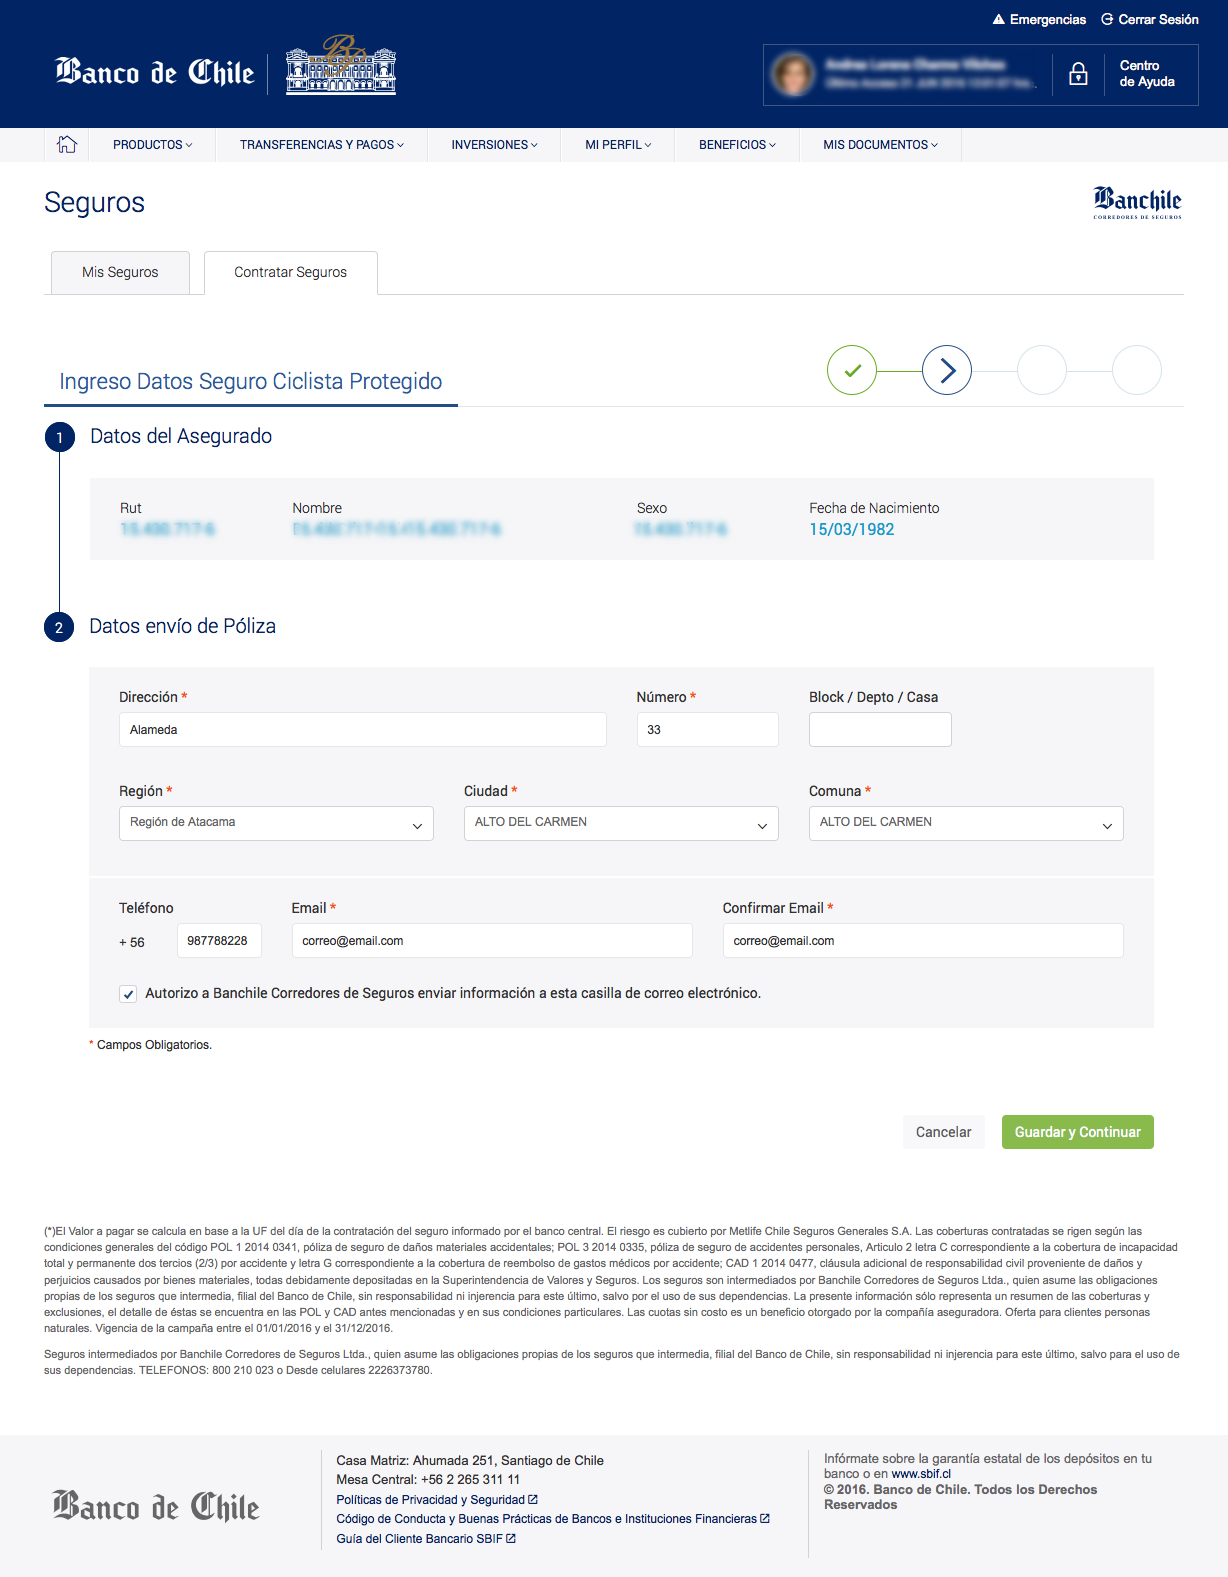 Emergencias
Cerrar Sesión
Banco de Chile
Centro
de Ayuda
PRODUCTOS
TRANSFERENCIAS Y PAGOS
INVERSIONES
MI PERFIL
BENEFICIOS
MIS DOCUMENTOS
Seguros
Banchile
CORREDORES DE SEGUROS
Mis Seguros
Contratar Seguros
Ingreso Datos Seguro Ciclista Protegido
1 Datos del Asegurado
Rut
Nombre
Sexo
Fecha de Nacimiento
15/03/1982
2 Datos envío de Póliza
Dirección *
Número *
Block / Depto / Casa
Alameda
33
Región *
Ciudad *
Comuna *
Región de Atacama
ALTO DEL CARMEN
ALTO DEL CARMEN
Teléfono
Email *
Confirmar Email *
+ 56
987788228
correo@email.com
correo@email.com
Autorizo a Banchile Corredores de Seguros enviar información a esta casilla de correo electrónico.
* Campos Obligatorios.
Cancelar
Guardar y Continuar
(*)El Valor a pagar se calcula en base a la UF del día de la contratación del seguro informado por el banco central. El riesgo es cubierto por Metlife Chile Seguros Generales S.A. Las coberturas contratadas se rigen según las
condiciones generales del código POL 1 2014 0341, póliza de seguro de daños materiales accidentales; POL 3 2014 0335, póliza de seguro de accidentes personales, Articulo 2 letra C correspondiente a la cobertura de incapacidad
total y permanente dos tercios (2/3) por accidente y letra G correspondiente a la cobertura de reembolso de gastos médicos por accidente; CAD 1 2014 0477, cláusula adicional de responsabilidad civil proveniente de daños y
perjuicios causados por bienes materiales, todas debidamente depositadas en la Superintendencia de Valores y Seguros. Los seguros son intermediados por Banchile Corredores de Seguros Ltda., quien asume las obligaciones
propias de los seguros que intermedia, filial del Banco de Chile, sin responsabilidad ni injerencia para este último, salvo por el uso de sus dependencias. La presente información sólo representa un resumen de las coberturas y
exclusiones, el detalle de éstas se encuentra en las POL y CAD antes mencionadas y en sus condiciones particulares. Las cuotas sin costo es un beneficio otorgado por la compañía aseguradora. Oferta para clientes personas
naturales. Vigencia de la campaña entre el 01/01/2016 y el 31/12/2016.
Seguros intermediados por Banchile Corredores de Seguros Ltda., quien asume las obligaciones propias de los seguros que intermedia, filial del Banco de Chile, sin responsabilidad ni injerencia para este último, salvo para el uso de
sus dependencias. TELEFONOS: 800 210 023 o Desde celulares 2226373780.
Banco de Chile
Casa Matriz: Ahumada 251, Santiago de Chile
Mesa Central: +56 2 265 311 11
Políticas de Privacidad y Seguridad
Código de Conducta y Buenas Prácticas de Bancos e Instituciones Financieras
Guía del Cliente Bancario SBIF
Infórmate sobre la garantía estatal de los depósitos en tu
banco o en www.sbif.cl
© 2016. Banco de Chile. Todos los Derechos
Reservados